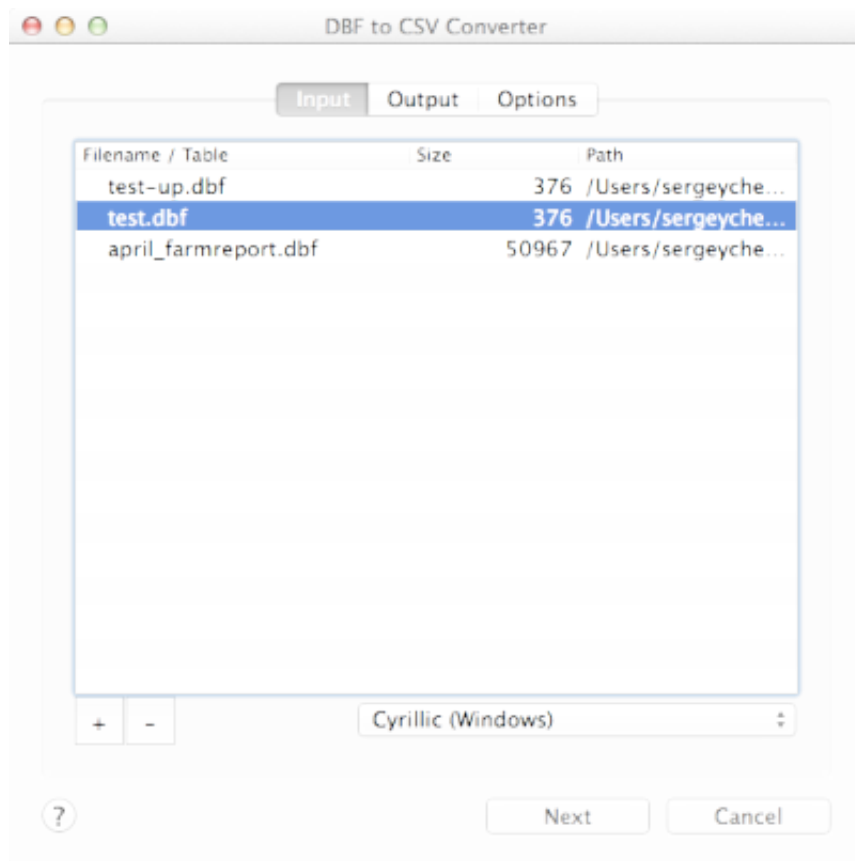 DBF to CSV Converter
Input Output Options
Filename / Table Size Path
test-up.dbf 376 /Users/sergeyche...
test.dbf 376 /Users/sergeyche...
april_farmreport.dbf 50967 /Users/sergeyche...
+ - Cyrillic (Windows)
? Next Cancel